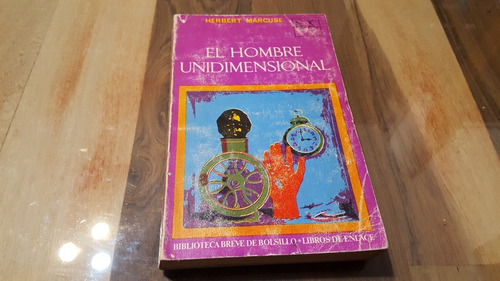 HERBERT MARCUSE
EL HOMBRE
UNIDIMENSIONAL
BIBLIOTECA BREVE DE BOLSILLO • LIBROS DE ENLACE